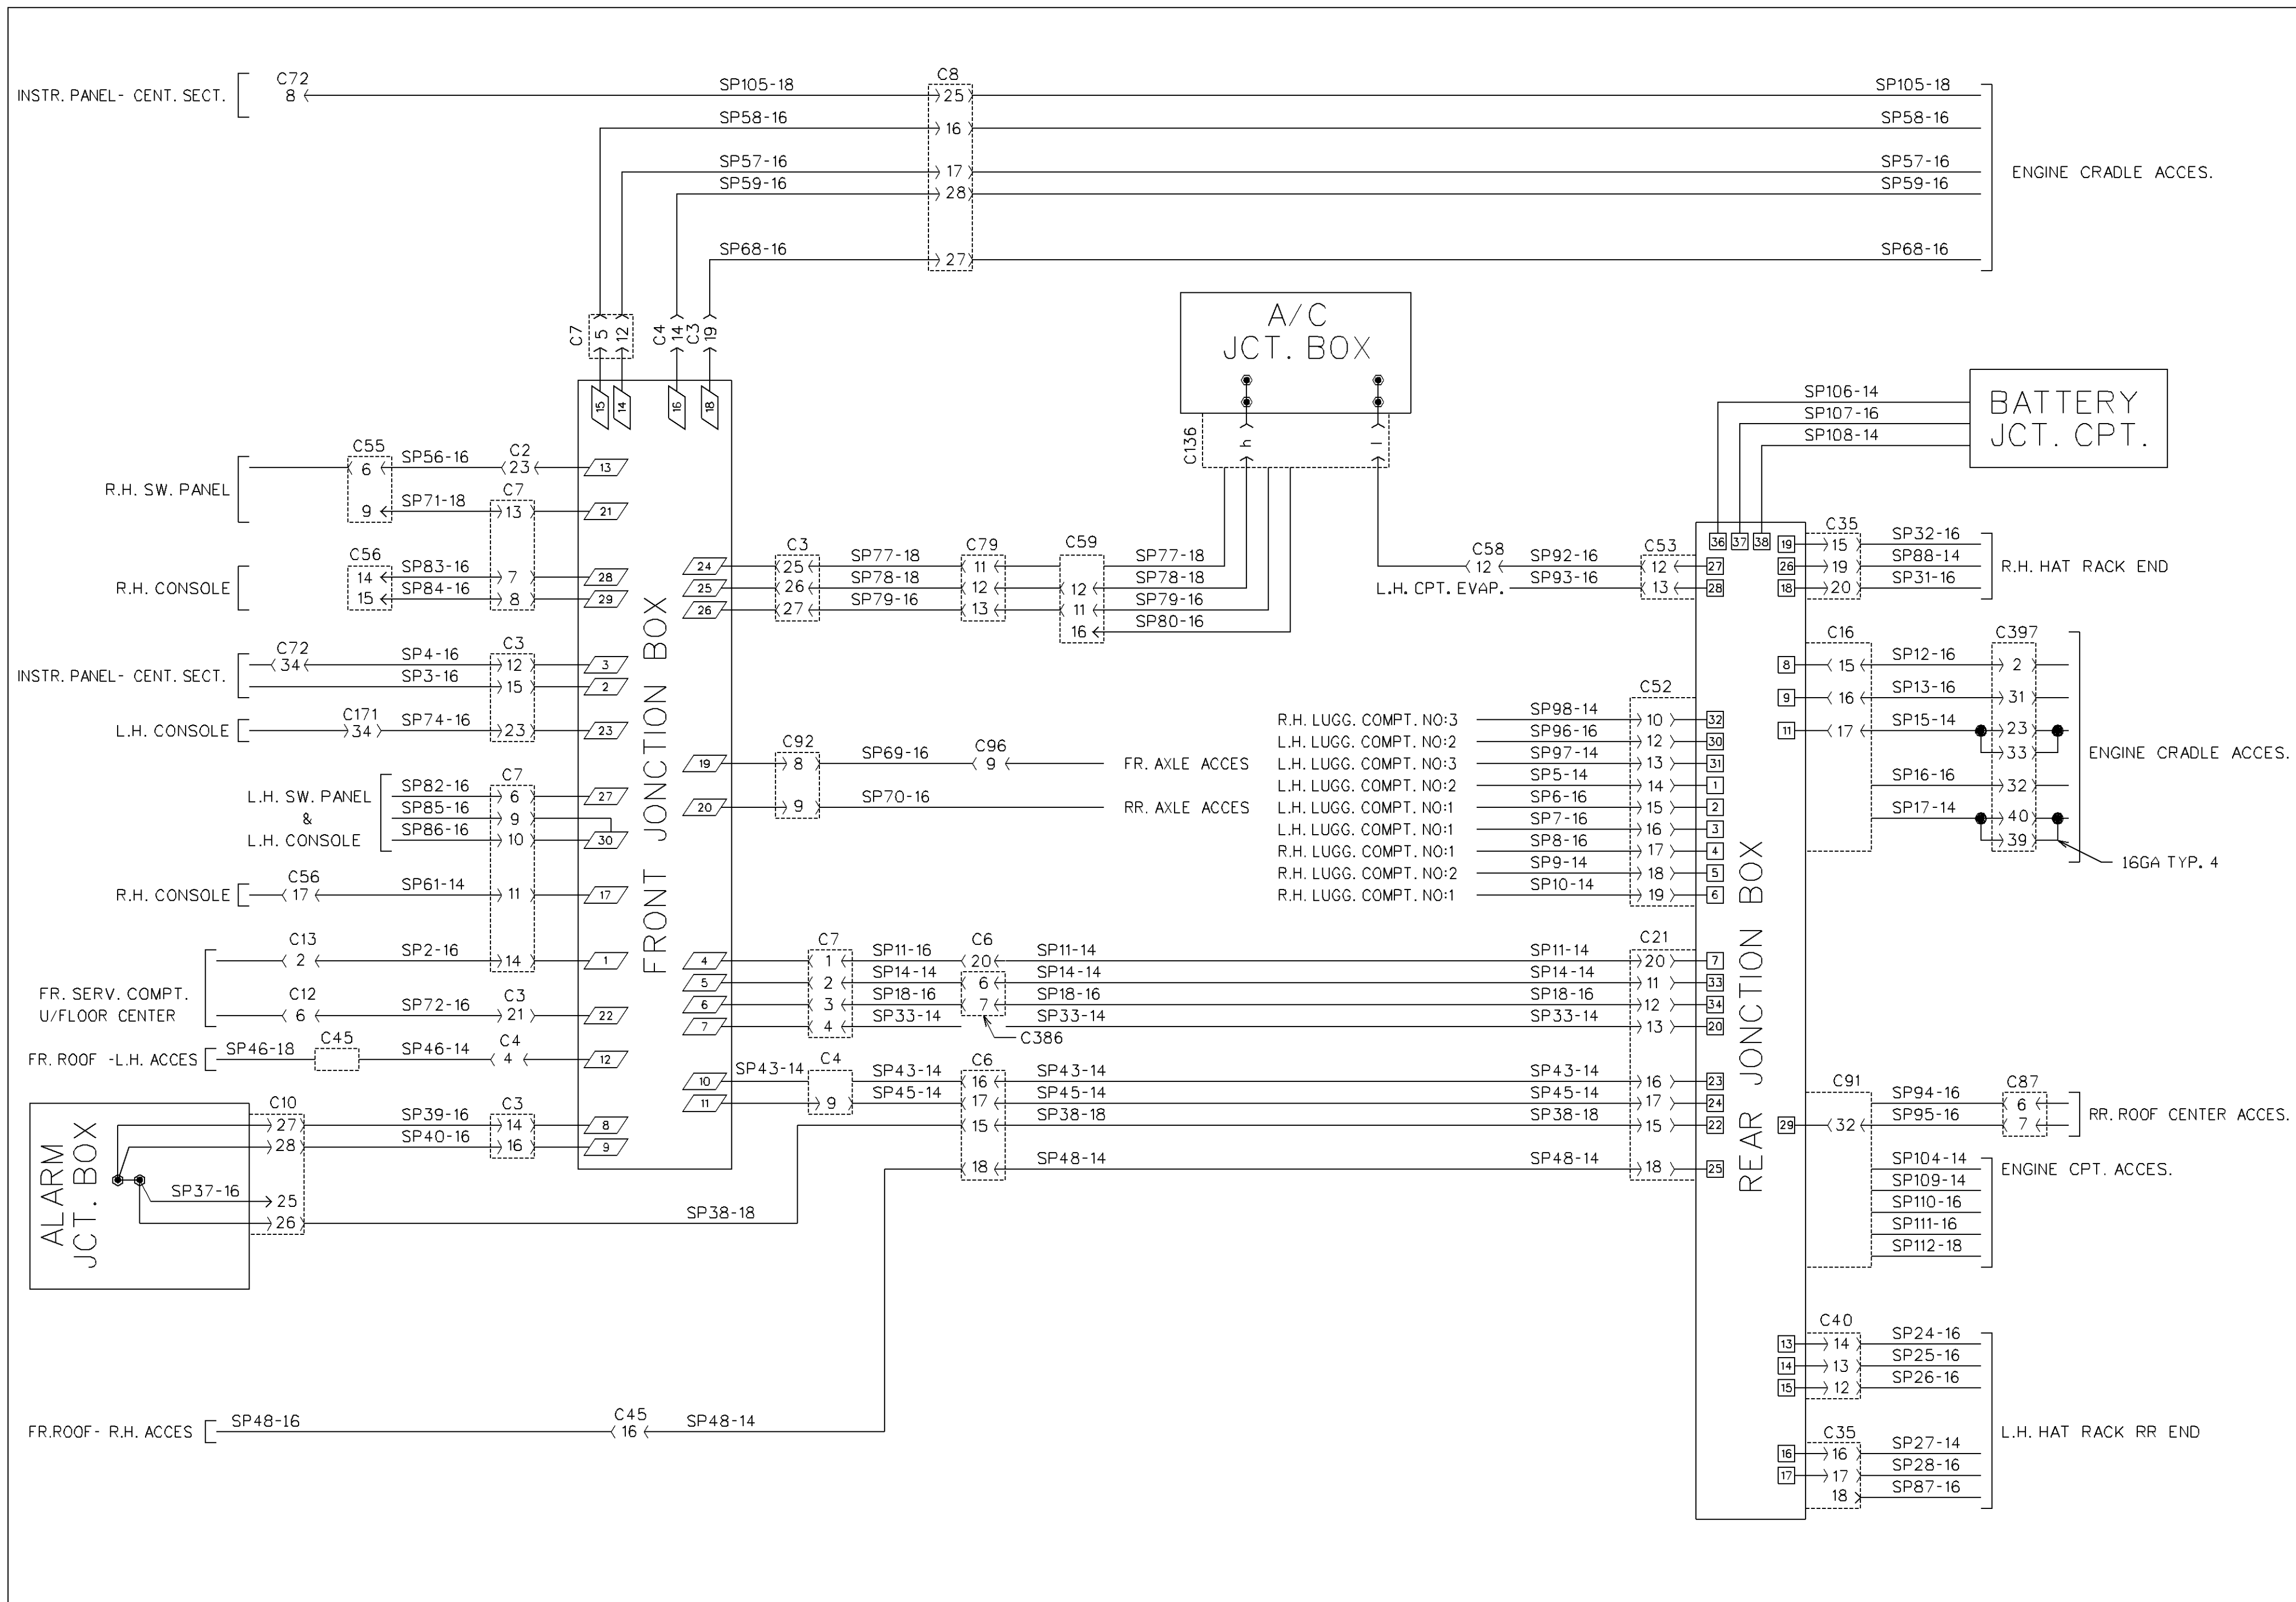 C72
INSTR. PANEL- CENT. SECT. 8 SP105-18 C8 25 SP105-18
SP58-16 16 SP58-16
SP57-16 17 SP57-16
ENGINE CRADLE ACCES.
SP59-16 28 SP59-16
SP68-16 27 SP68-16
C7 5 12 C4 14 C3 19
15 14 16 18
FRONT JONCTION BOX
A/C
JCT. BOX
C136 h l
BATTERY
JCT. CPT.
SP106-14
SP107-16
SP108-14
36 37 38
REAR JONCTION BOX
R.H. SW. PANEL
C55 C2
6 SP56-16 23 13
C7
9 SP71-18 13 21
R.H. CONSOLE
C56
14 SP83-16 7 28
15 SP84-16 8 29
INSTR. PANEL- CENT. SECT.
C72 C3
34 SP4-16 12 3
SP3-16 15 2
C171
L.H. CONSOLE 34 SP74-16 23 23
L.H. SW. PANEL
&
L.H. CONSOLE
C7
SP82-16 6 27
SP85-16 9
SP86-16 10 30
C56
R.H. CONSOLE 17 SP61-14 11 17
FR. SERV. COMPT.
U/FLOOR CENTER
C13
2 SP2-16 14 1
C12 C3
6 SP72-16 21 22
FR. ROOF -L.H. ACCES SP46-18 C45 SP46-14 C4 4 12
ALARM
JCT. BOX
C10 C3
27 SP39-16 14 8
28 SP40-16 16 9
SP37-16 25
26 SP38-18
FR.ROOF- R.H. ACCES SP48-16 C45 16 SP48-14
C3 C79 C59
24 25 SP77-18 11 SP77-18
25 26 SP78-18 12 12 SP78-18
26 27 SP79-16 13 11 SP79-16
16 SP80-16
C92 C96
19 8 SP69-16 9 FR. AXLE ACCES
20 9 SP70-16 RR. AXLE ACCES
C58 C53
12 SP92-16 12 27
L.H. CPT. EVAP. SP93-16 13 28
C52
R.H. LUGG. COMPT. NO:3 SP98-14 10 32
L.H. LUGG. COMPT. NO:2 SP96-16 12 30
L.H. LUGG. COMPT. NO:3 SP97-14 13 31
L.H. LUGG. COMPT. NO:2 SP5-14 14 1
L.H. LUGG. COMPT. NO:1 SP6-16 15 2
L.H. LUGG. COMPT. NO:1 SP7-16 16 3
R.H. LUGG. COMPT. NO:1 SP8-16 17 4
R.H. LUGG. COMPT. NO:2 SP9-14 18 5
R.H. LUGG. COMPT. NO:1 SP10-14 19 6
C7 C6 C21
4 1 SP11-16 20 SP11-14 SP11-14 20 7
5 2 SP14-14 6 SP14-14 SP14-14 11 33
6 3 SP18-16 7 SP18-16 SP18-16 12 34
7 4 SP33-14 SP33-14 SP33-14 13 20
C386
C4 C6
10 SP43-14 SP43-14 16 SP43-14 SP43-14 16 23
11 9 SP45-14 17 SP45-14 SP45-14 17 24
15 SP38-18 SP38-18 15 22
18 SP48-14 SP48-14 18 25
C35
19 15 SP32-16
26 19 SP88-14 R.H. HAT RACK END
18 20 SP31-16
C16 C397
8 15 SP12-16 2
9 16 SP13-16 31
11 17 SP15-14 23
33 ENGINE CRADLE ACCES.
SP16-16 32
SP17-14 40
39
16GA TYP. 4
C91 C87
SP94-16 6
29 32 SP95-16 7 RR. ROOF CENTER ACCES.
SP104-14 ENGINE CPT. ACCES.
SP109-14
SP110-16
SP111-16
SP112-18
C40
13 14 SP24-16
14 13 SP25-16
15 12 SP26-16
L.H. HAT RACK RR END
C35
16 16 SP27-14
17 17 SP28-16
18 SP87-16